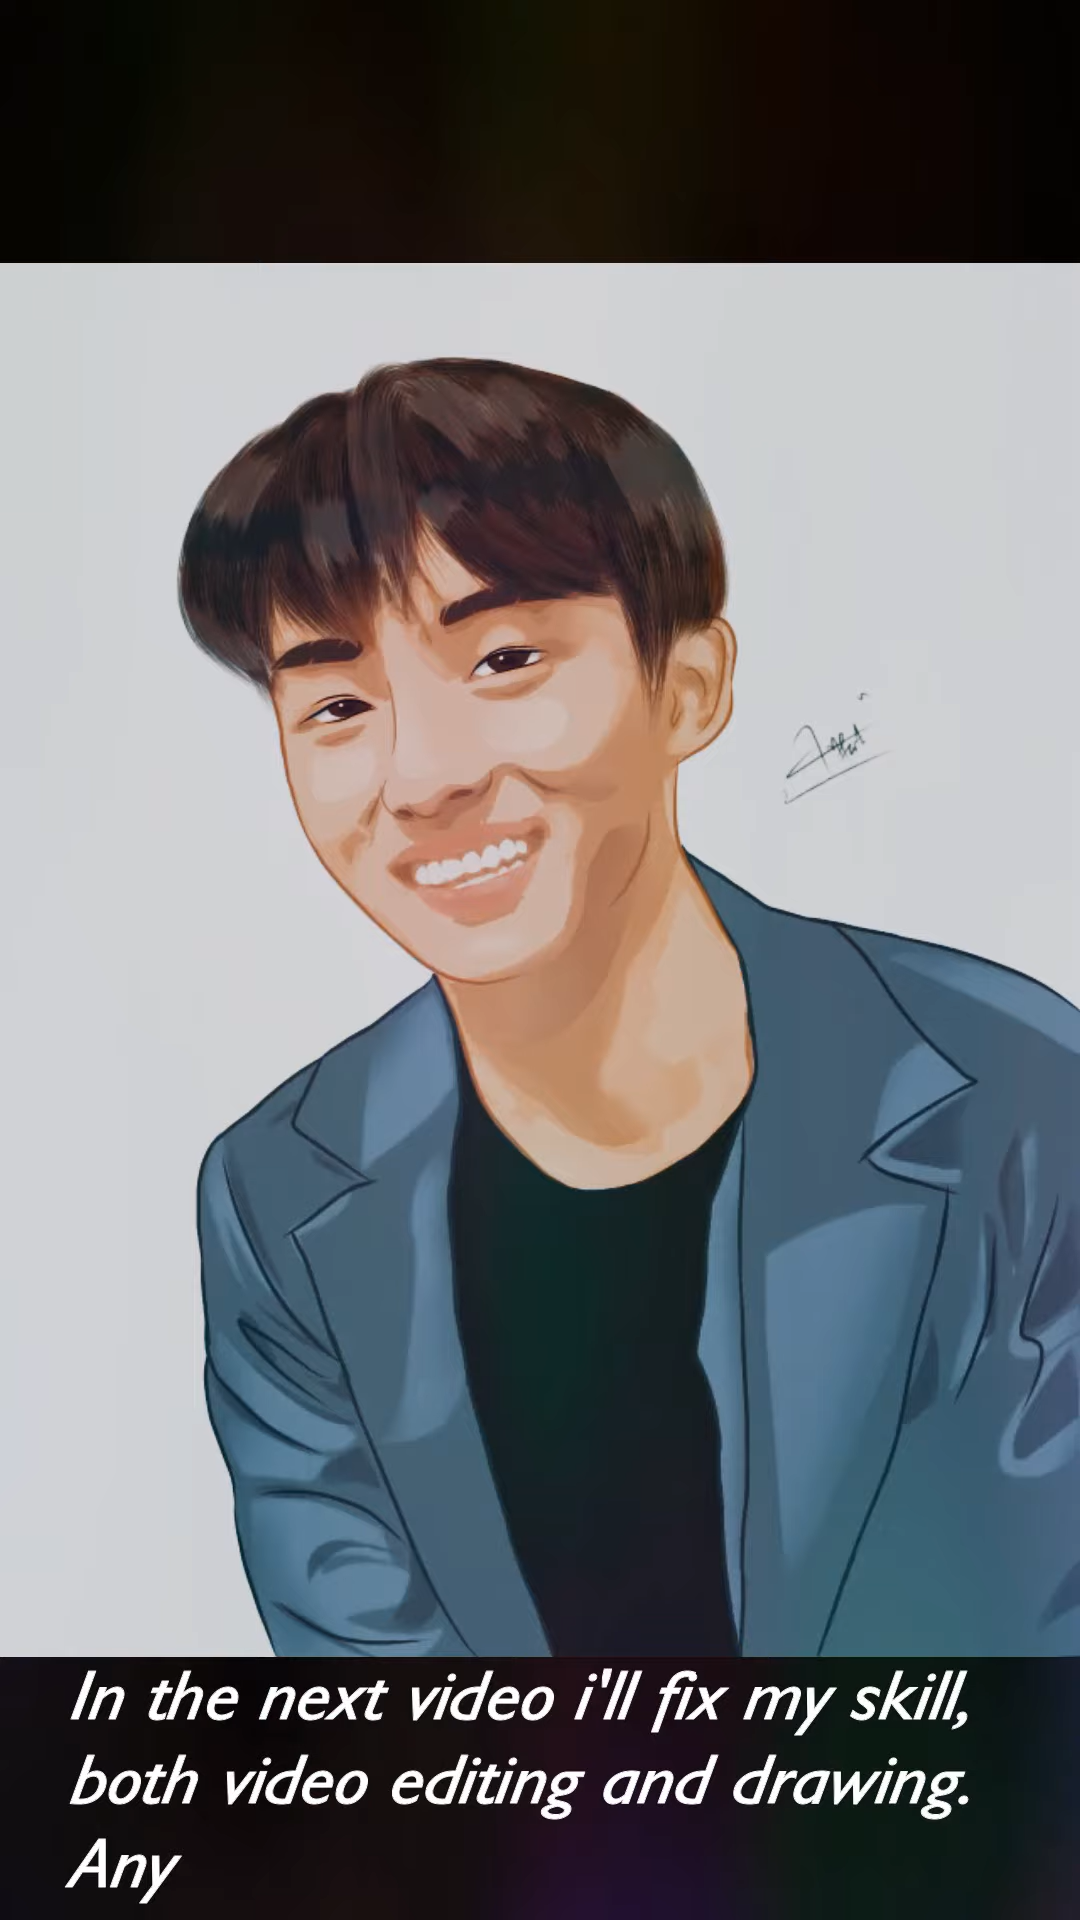 In the next video i'll fix my skill,
both video editing and drawing.
Any